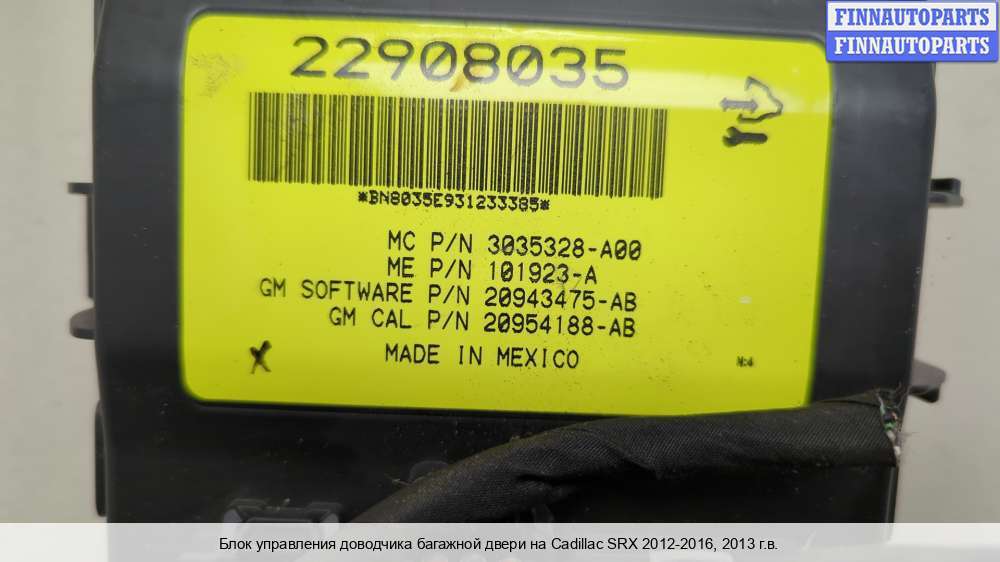 FINNAUTOPARTS
FINNAUTOPARTS
22908035
*BN8035E931233385*
MC P/N 3035328-A00
ME P/N 101923-A
GM SOFTWARE P/N 20943475-AB
GM CAL P/N 20954188-AB
X
MADE IN MEXICO
N:4
Блок управления доводчика багажной двери на Cadillac SRX 2012-2016, 2013 г.в.